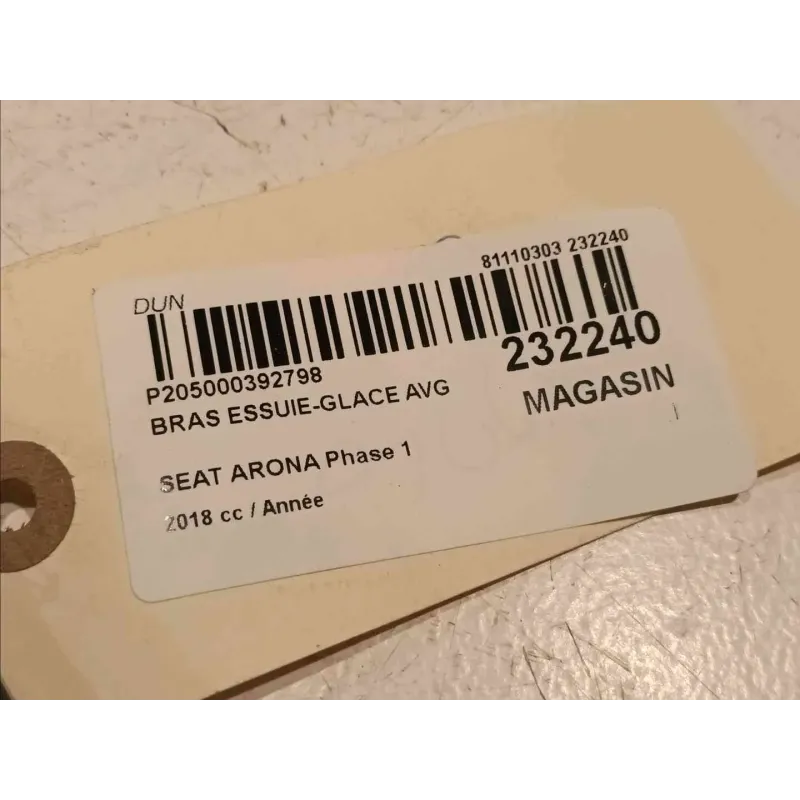 81110303 232240
DUN
P205000392798
232240
BRAS ESSUIE-GLACE AVG
MAGASIN
SEAT ARONA Phase 1
2018 cc / Année